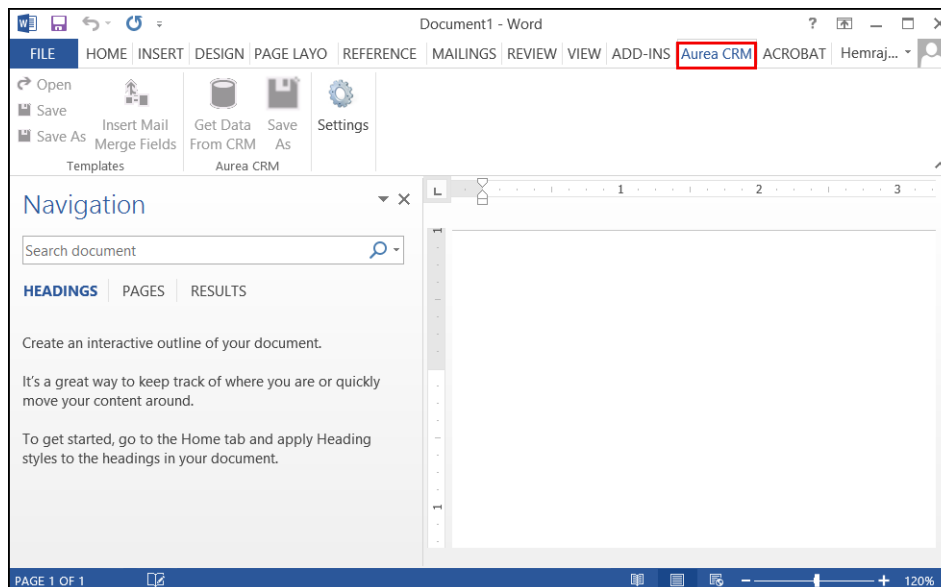 Document1 - Word
?
FILE HOME INSERT DESIGN PAGE LAYO REFERENCE MAILINGS REVIEW VIEW ADD-INS Aurea CRM ACROBAT Hemraj...
Open
Save
Save As
Insert Mail
Merge Fields
Templates
Get Data
From CRM
Save
As
Aurea CRM
Settings
Navigation
Search document
HEADINGS PAGES RESULTS
Create an interactive outline of your document.
It's a great way to keep track of where you are or quickly
move your content around.
To get started, go to the Home tab and apply Heading
styles to the headings in your document.
L
1 2 3
1
1
PAGE 1 OF 1
120%